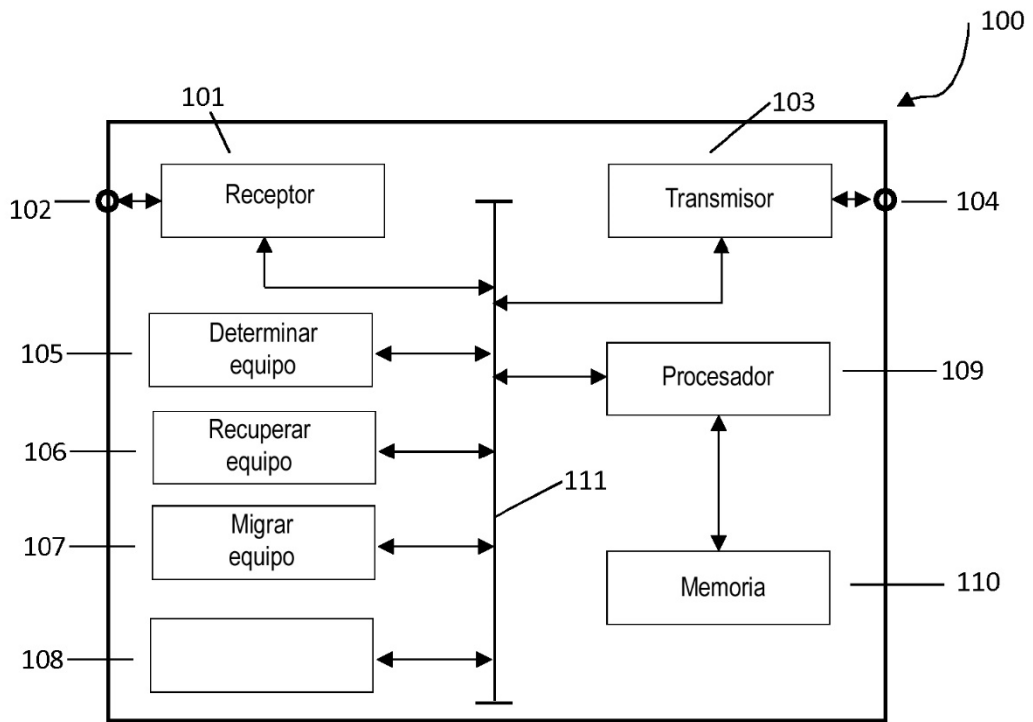 100
101
103
Receptor
Transmisor
102
104
Determinar
equipo
105
Procesador
109
Recuperar
equipo
106
111
Migrar
equipo
107
Memoria
110
108